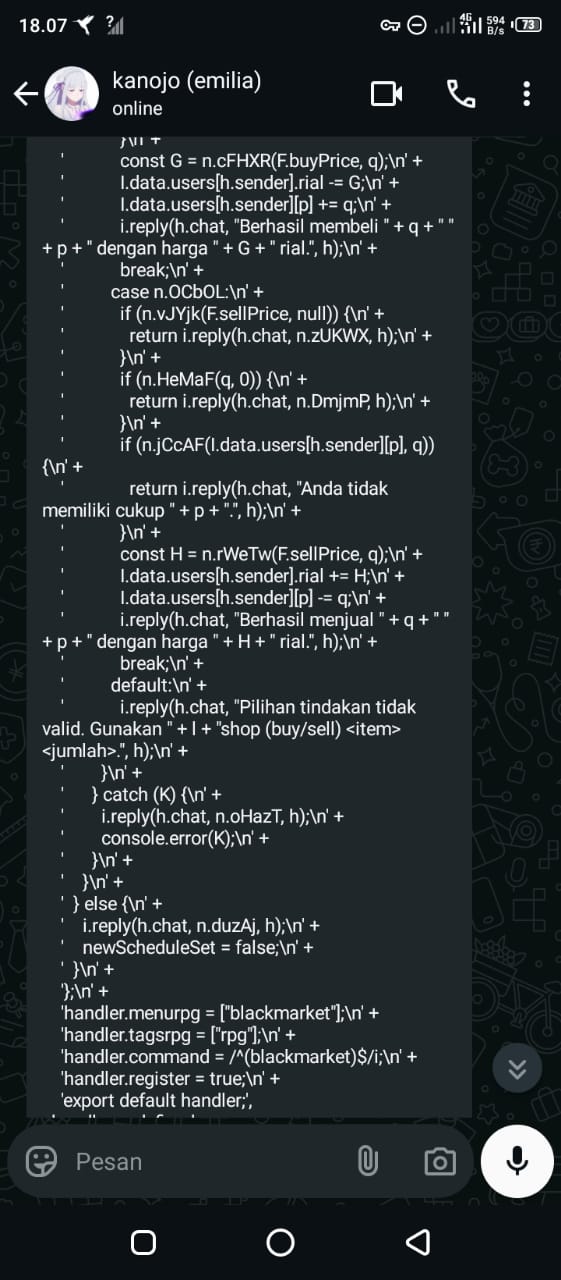 18.07
?
4G
594
B/s
73
kanojo (emilia)
online
' }\n' +
' const G = n.cFHXR(F.buyPrice, q);\n' +
' l.data.users[h.sender].rial -= G;\n' +
' l.data.users[h.sender][p] += q;\n' +
' i.reply(h.chat, "Berhasil membeli " + q + " "
+ p + " dengan harga " + G + " rial.", h);\n' +
' break;\n' +
' case n.OCbOL:\n' +
' if (n.vJYjk(F.sellPrice, null)) {\n' +
' return i.reply(h.chat, n.zUKWX, h);\n' +
' }\n' +
' if (n.HeMaF(q, 0)) {\n' +
' return i.reply(h.chat, n.DmjmP, h);\n' +
' }\n' +
' if (n.jCcAF(l.data.users[h.sender][p], q))
{\n' +
' return i.reply(h.chat, "Anda tidak
memiliki cukup " + p + ".", h);\n' +
' }\n' +
' const H = n.rWeTw(F.sellPrice, q);\n' +
' l.data.users[h.sender].rial += H;\n' +
' l.data.users[h.sender][p] -= q;\n' +
' i.reply(h.chat, "Berhasil menjual " + q + " "
+ p + " dengan harga " + H + " rial.", h);\n' +
' break;\n' +
' default:\n' +
' i.reply(h.chat, "Pilihan tindakan tidak
valid. Gunakan " + l + "shop (buy/sell) <item>
<jumlah>.", h);\n' +
' }\n' +
' } catch (K) {\n' +
' i.reply(h.chat, n.oHazT, h);\n' +
' console.error(K);\n' +
' }\n' +
' }\n' +
' } else {\n' +
' i.reply(h.chat, n.duzAj, h);\n' +
' newScheduleSet = false;\n' +
' }\n' +
'};\n' +
'handler.menurpg = ["blackmarket"];\n' +
'handler.tagsrpg = ["rpg"];\n' +
'handler.command = /^(blackmarket)$/i;\n' +
'handler.register = true;\n' +
'export default handler;',
Pesan